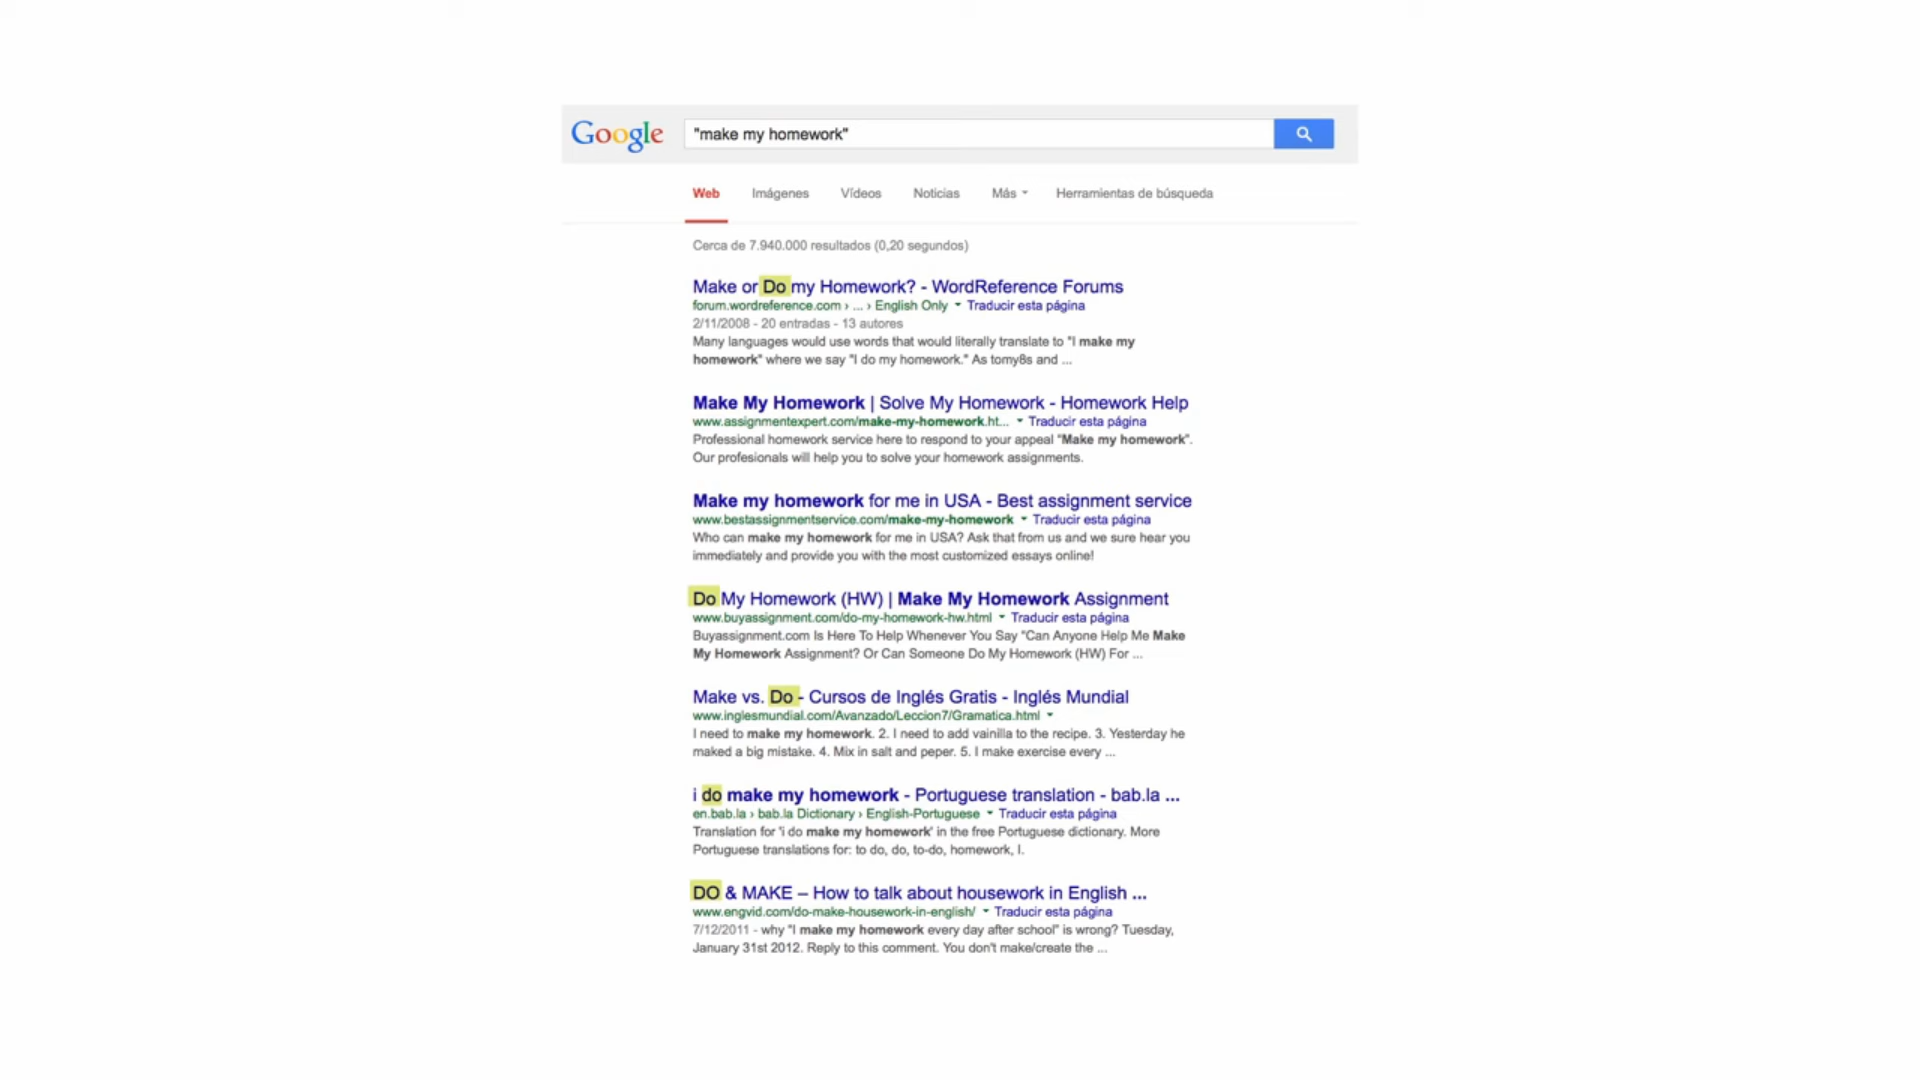 Google "make my homework"
Web Imágenes Vídeos Noticias Más Herramientas de búsqueda
Cerca de 7.940.000 resultados (0,20 segundos)
Make or Do my Homework? - WordReference Forums
forum.wordreference.com › ... › English Only Traducir esta página
2/11/2008 - 20 entradas - 13 autores
Many languages would use words that would literally translate to "I make my
homework" where we say "I do my homework." As tomy8s and ...
Make My Homework | Solve My Homework - Homework Help
www.assignmentexpert.com/make-my-homework.ht... Traducir esta página
Professional homework service here to respond to your appeal "Make my homework".
Our profesionals will help you to solve your homework assignments.
Make my homework for me in USA - Best assignment service
www.bestassignmentservice.com/make-my-homework Traducir esta página
Who can make my homework for me in USA? Ask that from us and we sure hear you
immediately and provide you with the most customized essays online!
Do My Homework (HW) | Make My Homework Assignment
www.buyassignment.com/do-my-homework-hw.html Traducir esta página
Buyassignment.com Is Here To Help Whenever You Say "Can Anyone Help Me Make
My Homework Assignment? Or Can Someone Do My Homework (HW) For ...
Make vs. Do - Cursos de Inglés Gratis - Inglés Mundial
www.inglesmundial.com/Avanzado/Leccion7/Gramatica.html
I need to make my homework. 2. I need to add vainilla to the recipe. 3. Yesterday he
maked a big mistake. 4. Mix in salt and peper. 5. I make exercise every ...
i do make my homework - Portuguese translation - bab.la ...
en.bab.la › bab.la Dictionary › English-Portuguese Traducir esta página
Translation for 'i do make my homework' in the free Portuguese dictionary. More
Portuguese translations for: to do, do, to-do, homework, I.
DO & MAKE – How to talk about housework in English ...
www.engvid.com/do-make-housework-in-english/ Traducir esta página
7/12/2011 - why "I make my homework every day after school" is wrong? Tuesday,
January 31st 2012. Reply to this comment. You don't make/create the ...